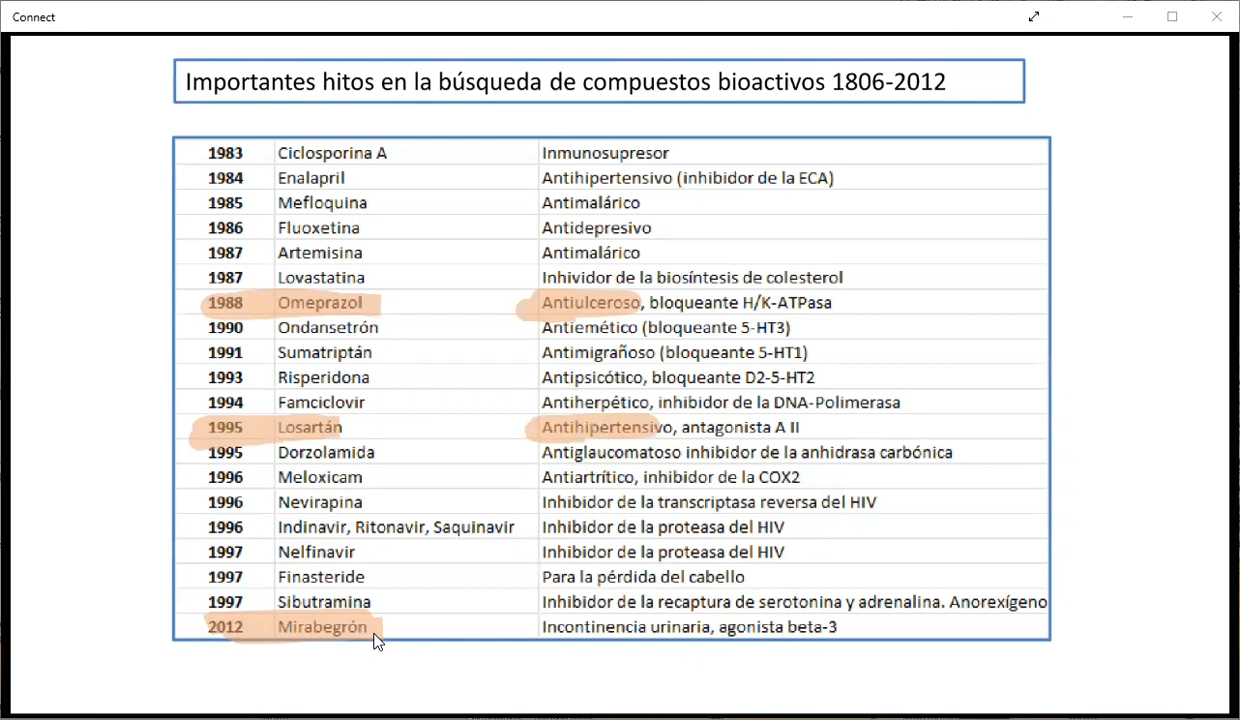 Connect
Importantes hitos en la búsqueda de compuestos bioactivos 1806-2012
1983 Ciclosporina A Inmunosupresor
1984 Enalapril Antihipertensivo (inhibidor de la ECA)
1985 Mefloquina Antimalárico
1986 Fluoxetina Antidepresivo
1987 Artemisina Antimalárico
1987 Lovastatina Inhividor de la biosíntesis de colesterol
1988 Omeprazol Antiulceroso, bloqueante H/K-ATPasa
1990 Ondansetrón Antiemético (bloqueante 5-HT3)
1991 Sumatriptán Antimigrañoso (bloqueante 5-HT1)
1993 Risperidona Antipsicótico, bloqueante D2-5-HT2
1994 Famciclovir Antiherpético, inhibidor de la DNA-Polimerasa
1995 Losartán Antihipertensivo, antagonista A II
1995 Dorzolamida Antiglaucomatoso inhibidor de la anhidrasa carbónica
1996 Meloxicam Antiartrítico, inhibidor de la COX2
1996 Nevirapina Inhibidor de la transcriptasa reversa del HIV
1996 Indinavir, Ritonavir, Saquinavir Inhibidor de la proteasa del HIV
1997 Nelfinavir Inhibidor de la proteasa del HIV
1997 Finasteride Para la pérdida del cabello
1997 Sibutramina Inhibidor de la recaptura de serotonina y adrenalina. Anorexígeno
2012 Mirabegrón Incontinencia urinaria, agonista beta-3